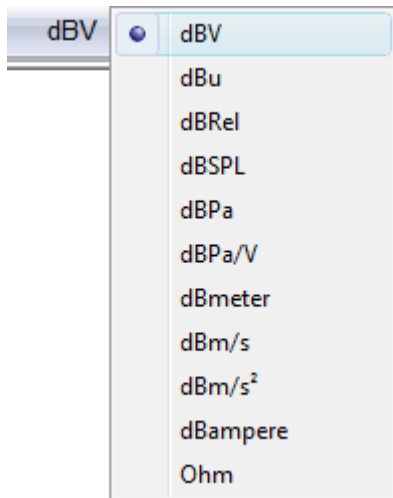 dBV dBV
dBu
dBRel
dBSPL
dBPa
dBPa/V
dBmeter
dBm/s
dBm/s²
dBampere
Ohm